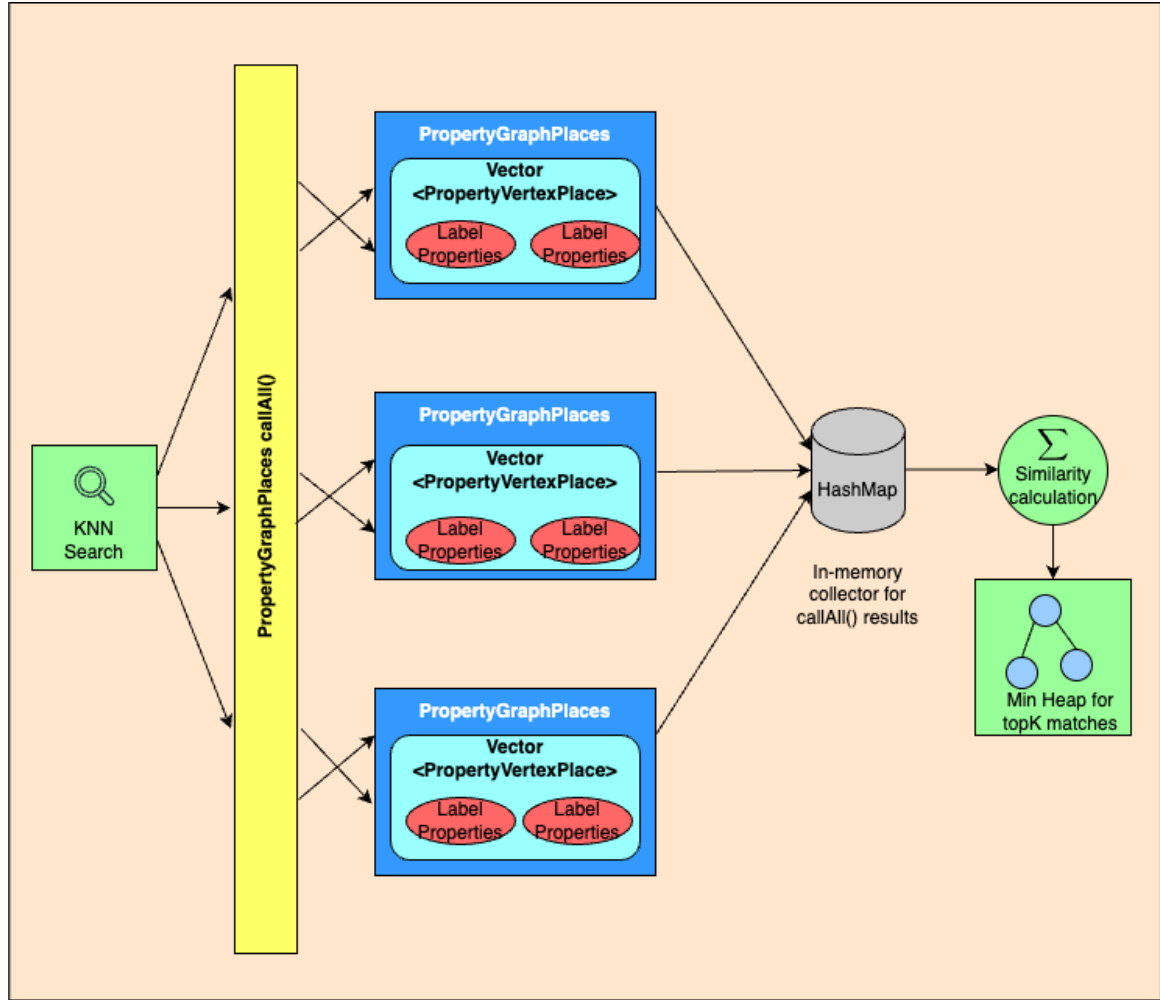 KNN
Search
PropertyGraphPlaces callAll()
PropertyGraphPlaces
Vector
<PropertyVertexPlace>
Label
Properties
Label
Properties
PropertyGraphPlaces
Vector
<PropertyVertexPlace>
Label
Properties
Label
Properties
PropertyGraphPlaces
Vector
<PropertyVertexPlace>
Label
Properties
Label
Properties
HashMap
In-memory
collector for
callAll() results
∑
Similarity
calculation
Min Heap for
topK matches